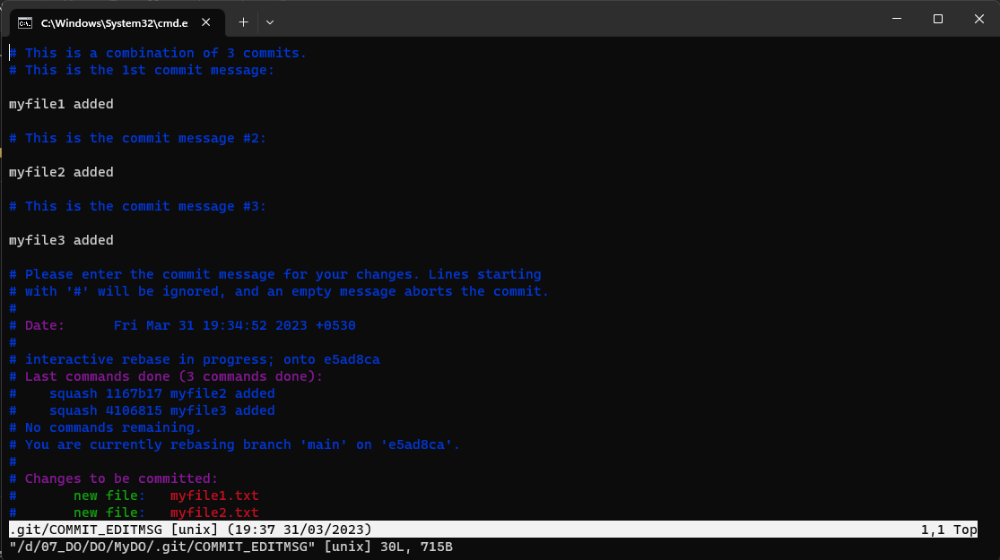 C:\Windows\System32\cmd.e
# This is a combination of 3 commits.
# This is the 1st commit message:
myfile1 added
# This is the commit message #2:
myfile2 added
# This is the commit message #3:
myfile3 added
# Please enter the commit message for your changes. Lines starting
# with '#' will be ignored, and an empty message aborts the commit.
#
# Date:      Fri Mar 31 19:34:52 2023 +0530
#
# interactive rebase in progress; onto e5ad8ca
# Last commands done (3 commands done):
#    squash 1167b17 myfile2 added
#    squash 4106815 myfile3 added
# No commands remaining.
# You are currently rebasing branch 'main' on 'e5ad8ca'.
#
# Changes to be committed:
#       new file:   myfile1.txt
#       new file:   myfile2.txt
.git/COMMIT_EDITMSG [unix] (19:37 31/03/2023) 1,1 Top
"/d/07_DO/DO/MyDO/.git/COMMIT_EDITMSG" [unix] 30L, 715B